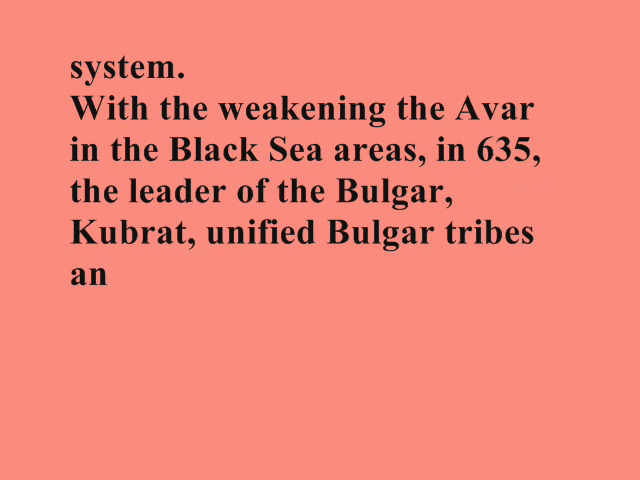 system.
With the weakening the Avar
in the Black Sea areas, in 635,
the leader of the Bulgar,
Kubrat, unified Bulgar tribes
an